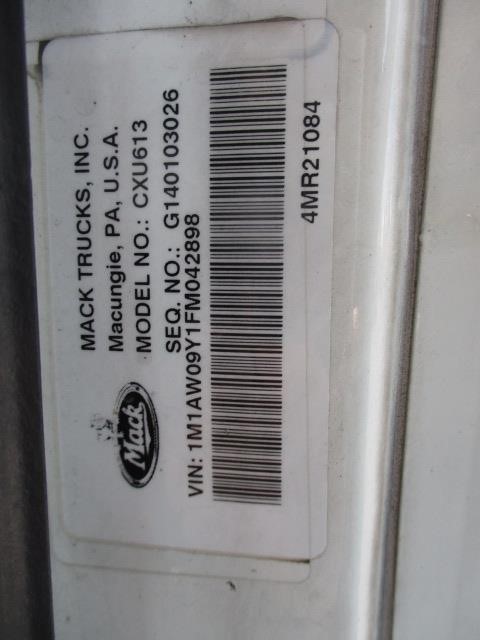 MACK TRUCKS, INC.
Macungie, PA, U.S.A.
MODEL NO.: CXU613
SEQ. NO.: G140103026
Mack
VIN: 1M1AW09Y1FM042898
4MR21084